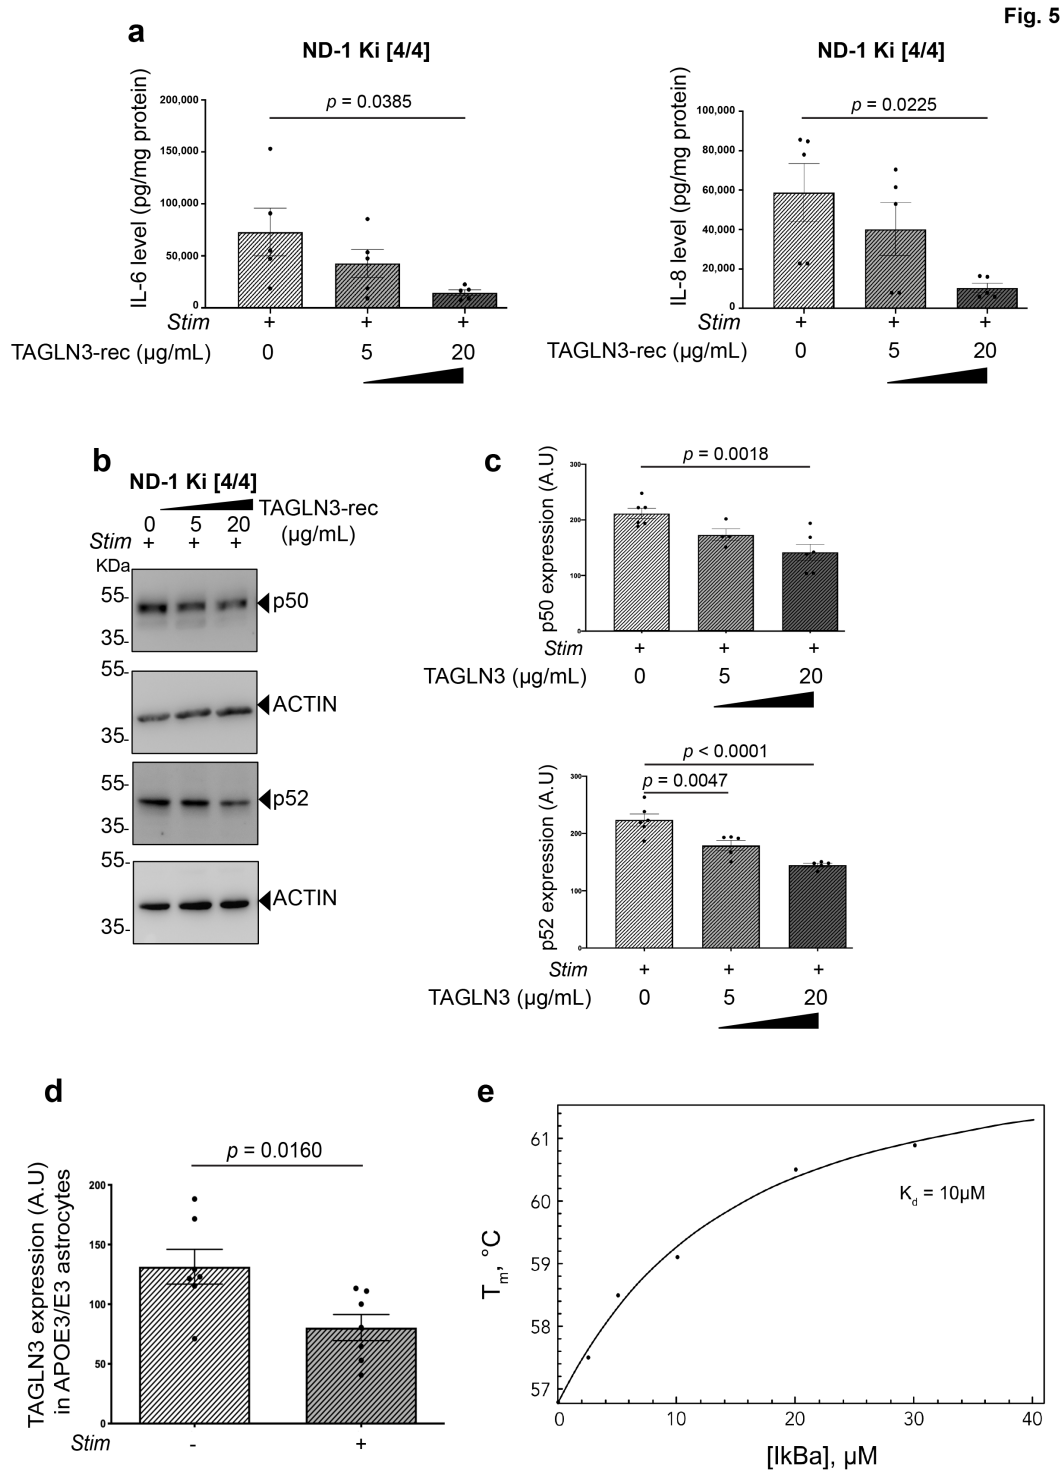 Fig. 5
a
ND-1 Ki [4/4]
IL-6 level (pg/mg protein)
200,000
150,000
100,000
50,000
0
p = 0.0385
Stim + + +
TAGLN3-rec (µg/mL) 0 5 20
ND-1 Ki [4/4]
IL-8 level (pg/mg protein)
100,000
80,000
60,000
40,000
20,000
0
p = 0.0225
Stim + + +
TAGLN3-rec (µg/mL) 0 5 20
b
ND-1 Ki [4/4]
TAGLN3-rec
(µg/mL)
0 5 20
Stim + + +
KDa
55-
p50
35-
55-
ACTIN
35-
55-
p52
35-
55-
ACTIN
35-
c
p50 expression (A.U)
300
200
100
0
p = 0.0018
Stim + + +
TAGLN3 (µg/mL) 0 5 20
p52 expression (A.U)
300
200
100
0
p < 0.0001
p = 0.0047
Stim + + +
TAGLN3 (µg/mL) 0 5 20
d
TAGLN3 expression (A.U)
in APOE3/E3 astrocytes
200
150
100
50
0
p = 0.0160
Stim - +
e
Tm, °C
61
60
59
58
57
Kd = 10µM
0 10 20 30 40
[IkBa], µM